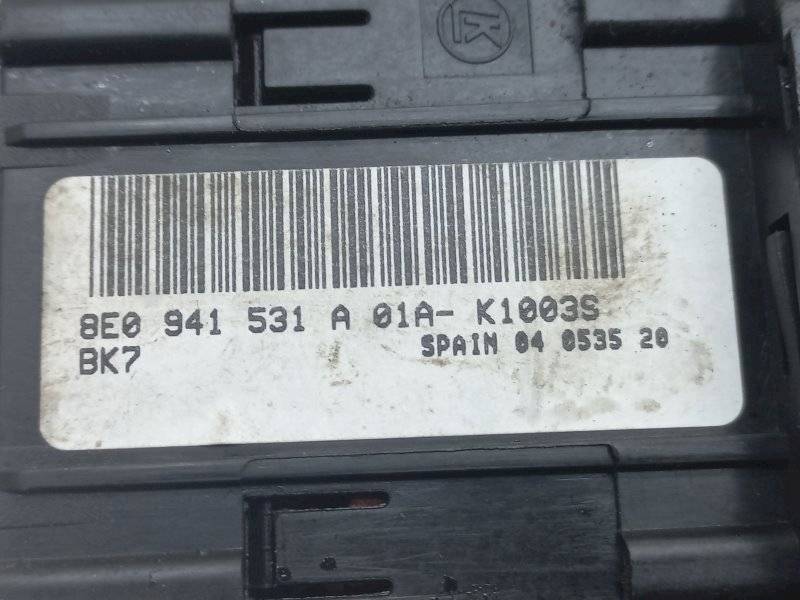 8E0 941 531 A 01A- K1003S
BK7 SPAIN 04 0535 20